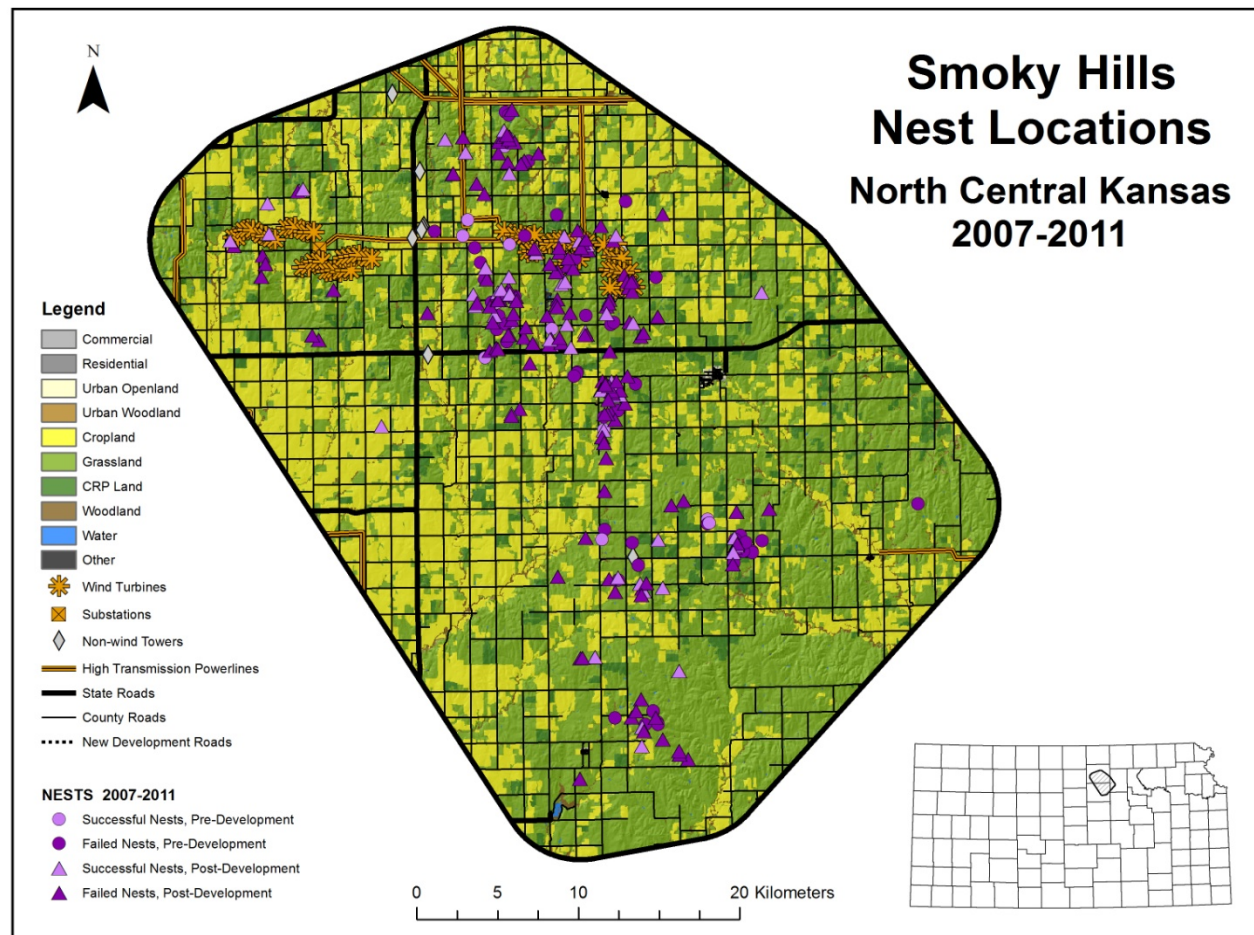 N
Smoky Hills
Nest Locations
North Central Kansas
2007-2011
Legend
Commercial
Residential
Urban Openland
Urban Woodland
Cropland
Grassland
CRP Land
Woodland
Water
Other
Wind Turbines
Substations
Non-wind Towers
High Transmission Powerlines
State Roads
County Roads
New Development Roads
NESTS 2007-2011
Successful Nests, Pre-Development
Failed Nests, Pre-Development
Successful Nests, Post-Development
Failed Nests, Post-Development
0 5 10 20 Kilometers